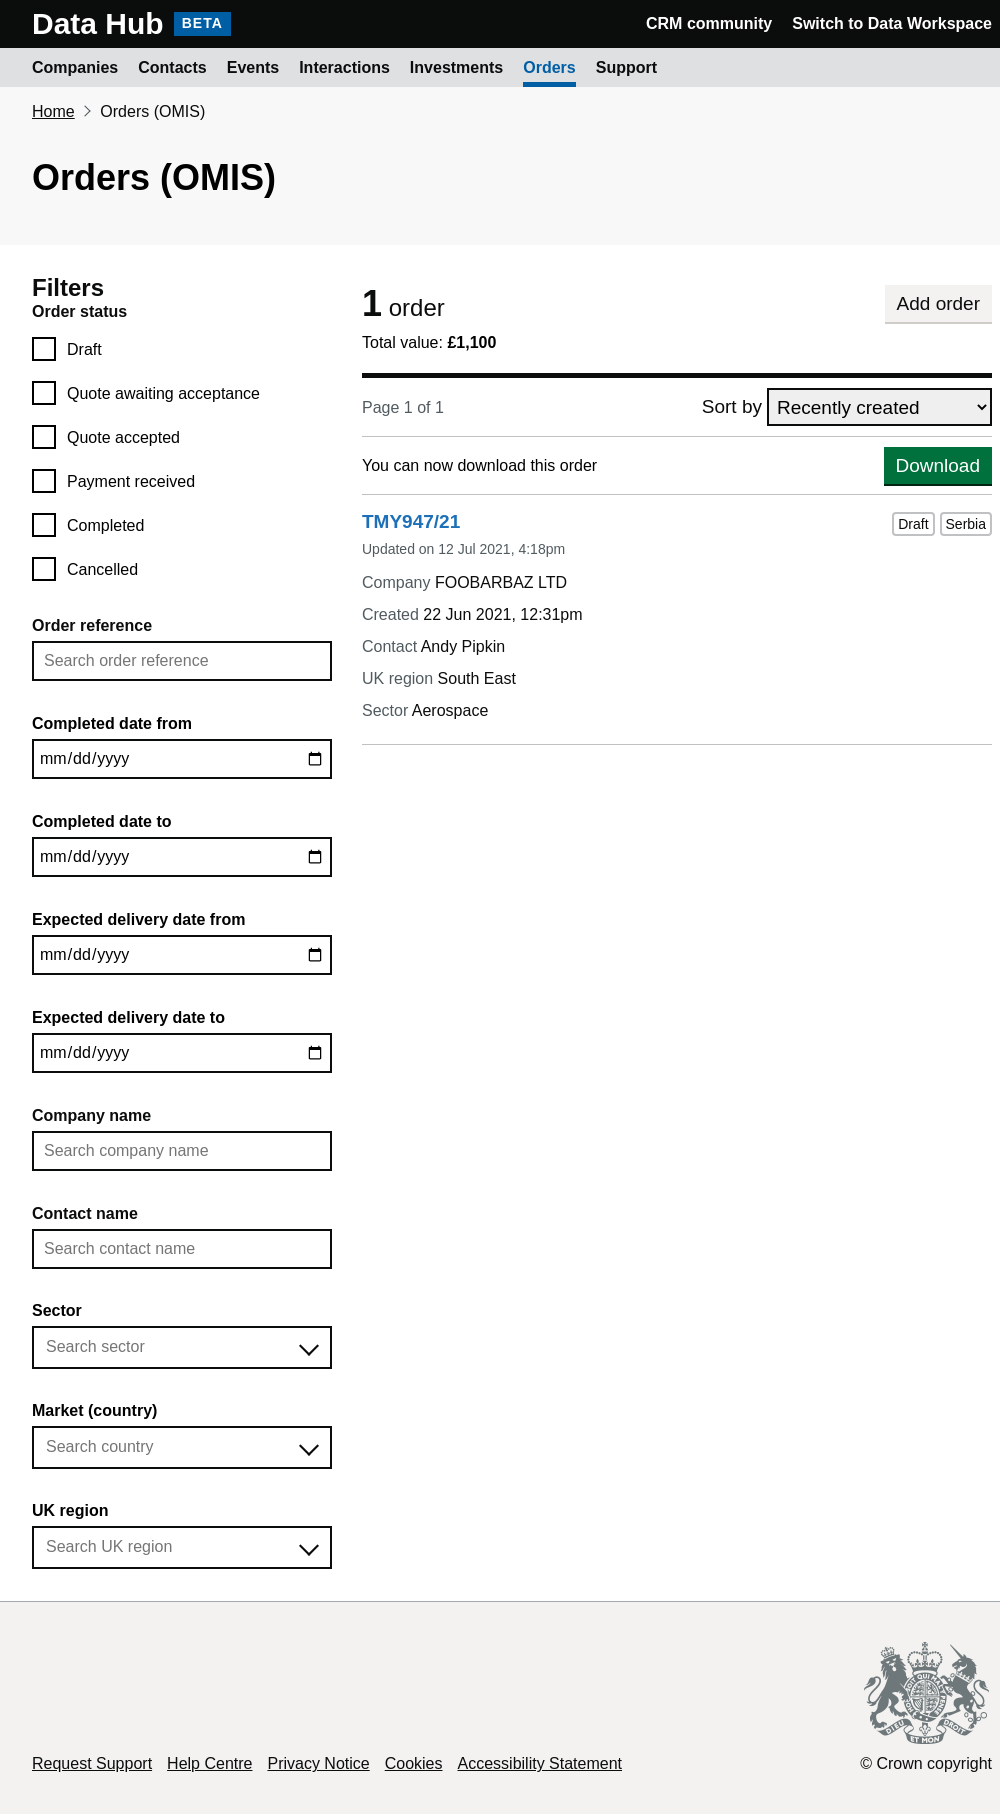 Data Hub BETA CRM community Switch to Data Workspace
Companies Contacts Events Interactions Investments Orders Support
Home Orders (OMIS)
Orders (OMIS)
Filters
Order status
Draft
Quote awaiting acceptance
Quote accepted
Payment received
Completed
Cancelled
Order reference
Search order reference
Completed date from
mm/dd/yyyy
Completed date to
mm/dd/yyyy
Expected delivery date from
mm/dd/yyyy
Expected delivery date to
mm/dd/yyyy
Company name
Search company name
Contact name
Search contact name
Sector
Search sector
Market (country)
Search country
UK region
Search UK region
1 order Add order
Total value: £1,100
Page 1 of 1 Sort by Recently created
You can now download this order Download
TMY947/21 Draft Serbia
Updated on 12 Jul 2021, 4:18pm
Company FOOBARBAZ LTD
Created 22 Jun 2021, 12:31pm
Contact Andy Pipkin
UK region South East
Sector Aerospace
DIEU ET MON DROIT
Request Support Help Centre Privacy Notice Cookies Accessibility Statement © Crown copyright